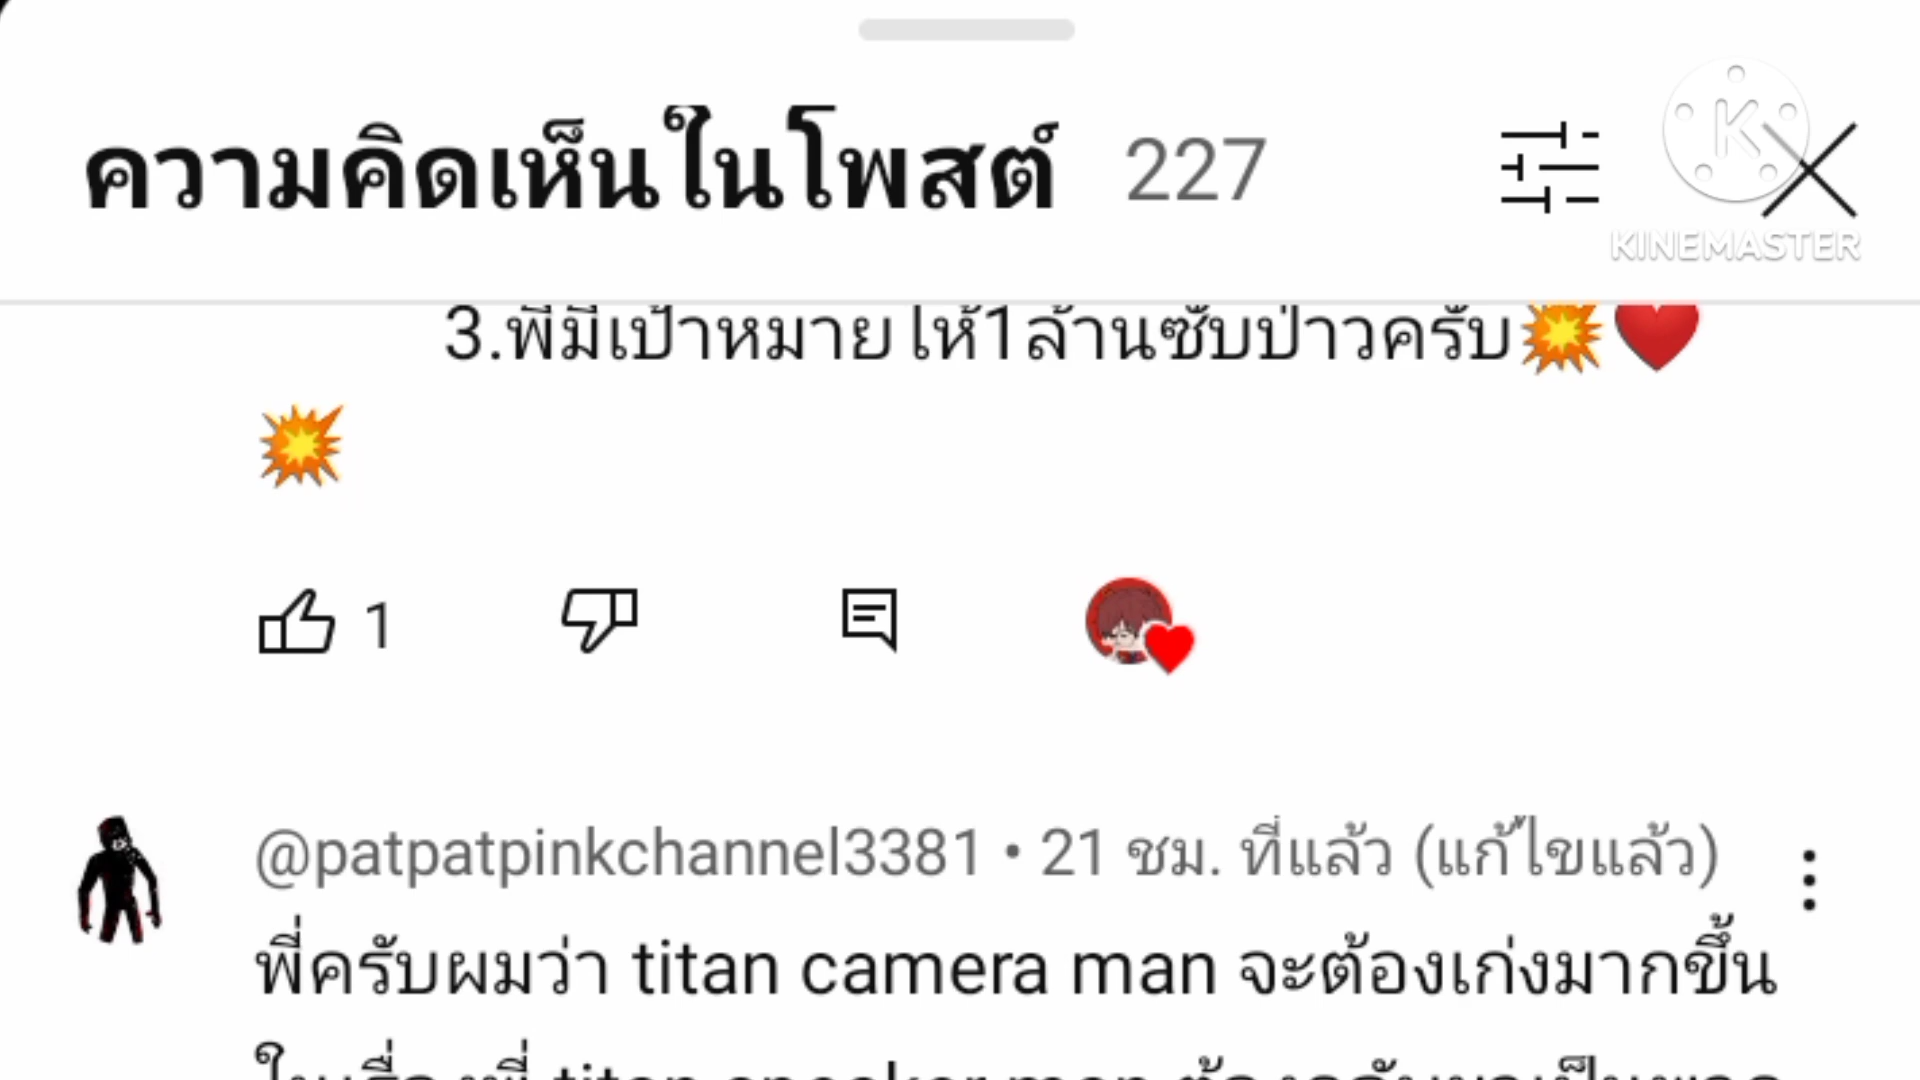 ความคิดเห็นในโพสต์ 227
KINEMASTER
3.พี่มีเป้าหมายให้1ล้านซับป่าวครับ💥❤️
💥
1
@patpatpinkchannel3381 • 21 ชม. ที่แล้ว (แก้ไขแล้ว)
พี่ครับผมว่า titan camera man จะต้องเก่งมากขึ้น
titan speaker man